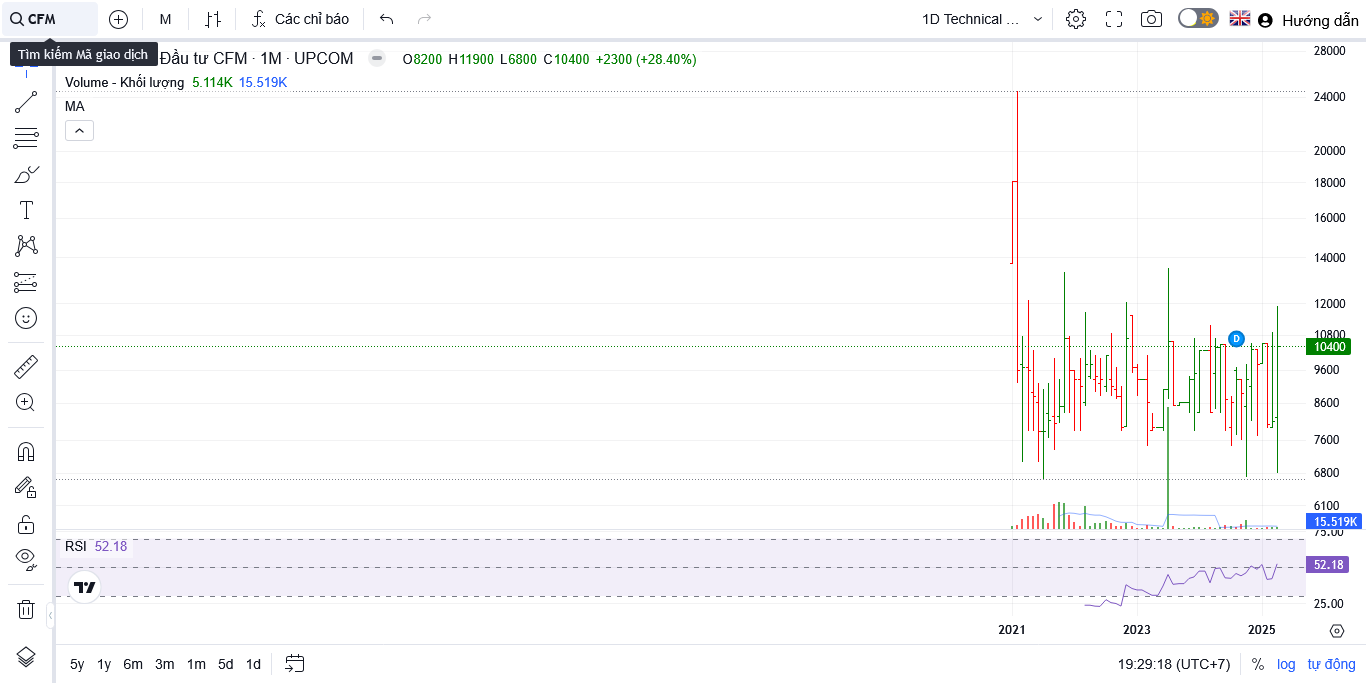 CFM
M
Các chỉ báo
1D Technical ...
Hướng dẫn
Tìm kiếm Mã giao dịch
Đầu tư CFM · 1M · UPCOM
O8200 H11900 L6800 C10400 +2300 (+28.40%)
Volume - Khối lượng 5.114K 15.519K
MA
28000
24000
20000
18000
16000
14000
12000
10800
10400
9600
8600
7600
6800
6100
15.519K
75.00
D
RSI 52.18
52.18
25.00
2021
2023
2025
5y 1y 6m 3m 1m 5d 1d
19:29:18 (UTC+7)
% log tự động